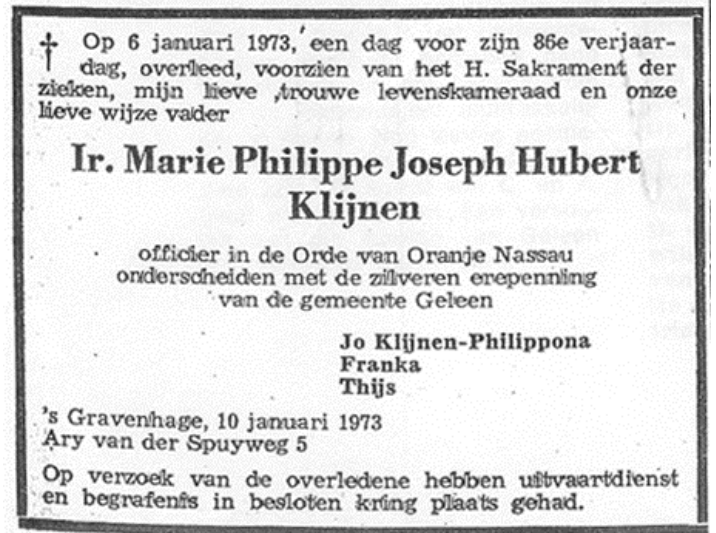 † Op 6 januari 1973, een dag voor zijn 86e verjaar-
dag, overleed, voorzien van het H. Sakrament der
zieken, mijn lieve trouwe levenskameraad en onze
lieve wijze vader
Ir. Marie Philippe Joseph Hubert
Klijnen
officier in de Orde van Oranje Nassau
onderscheiden met de zilveren erepenning
van de gemeente Geleen
Jo Klijnen-Philippona
Franka
Thijs
's Gravenhage, 10 januari 1973
Ary van der Spuyweg 5
Op verzoek van de overledene hebben uitvaartdienst
en begrafenis in besloten kring plaats gehad.